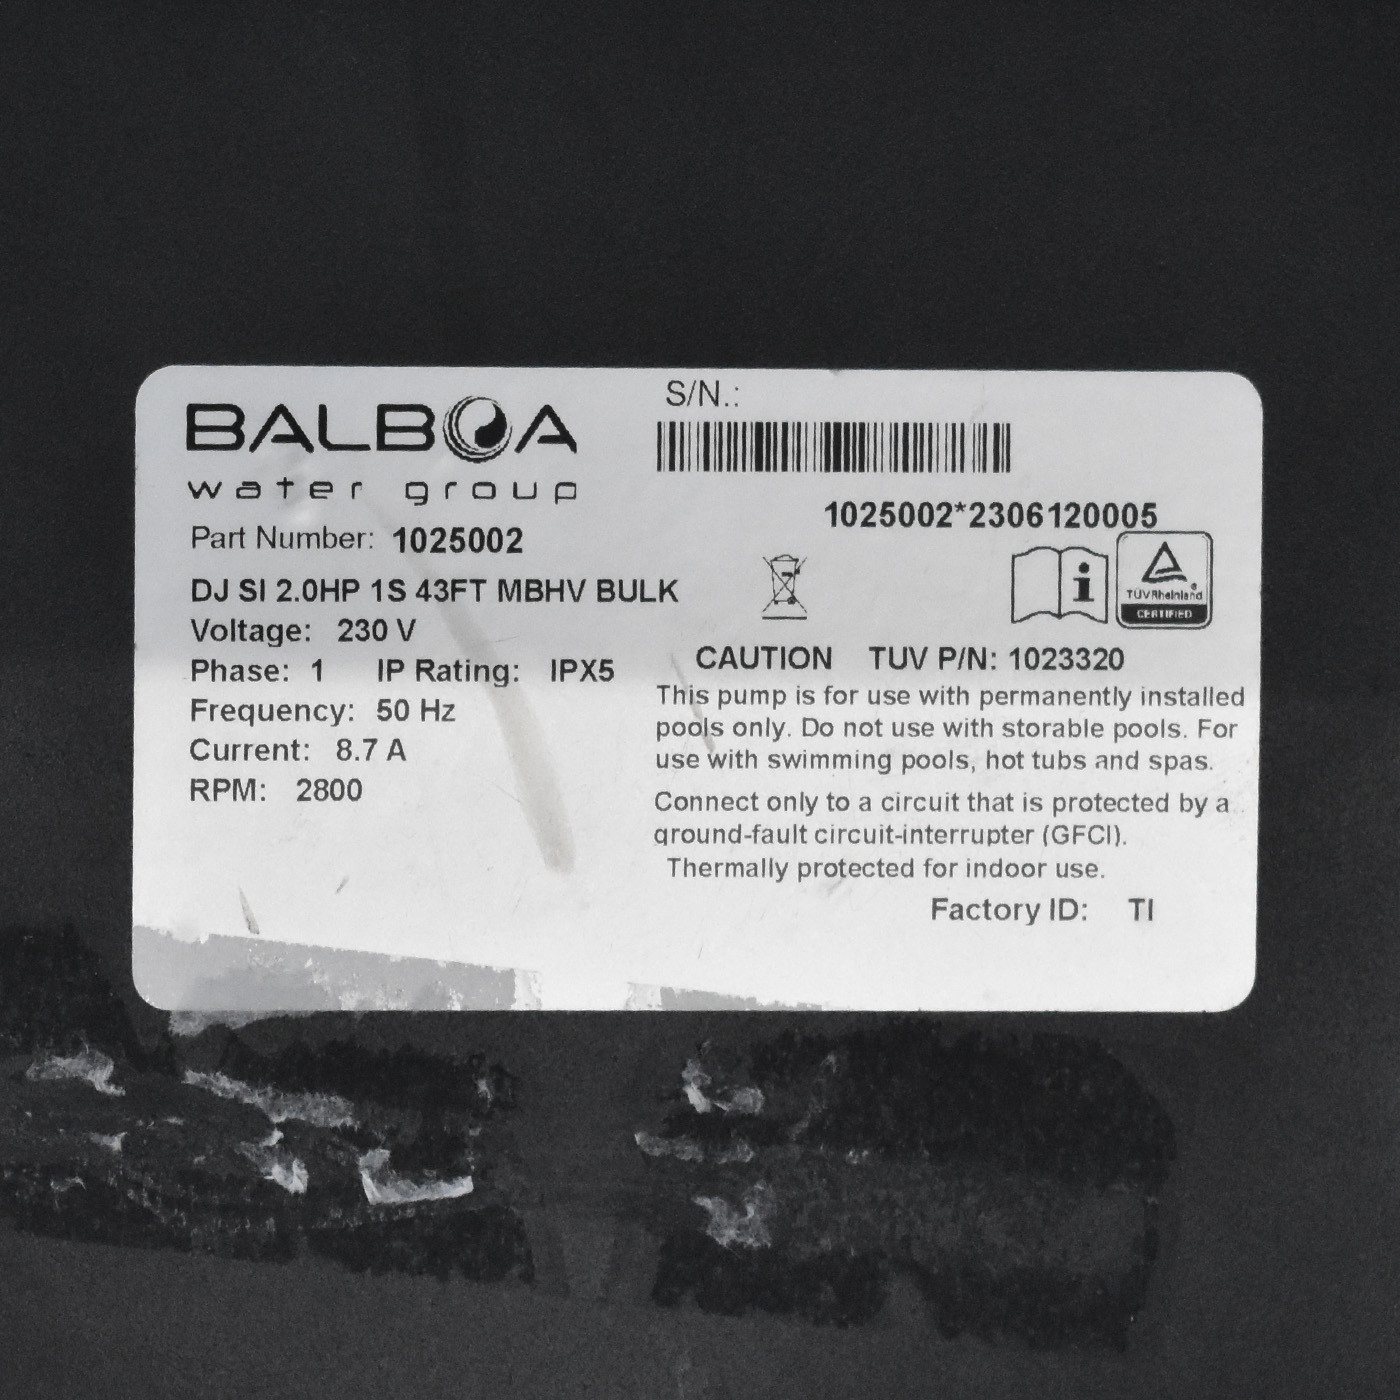 BALBOA
water group
Part Number: 1025002
DJ SI 2.0HP 1S 43FT MBHV BULK
Voltage: 230 V
Phase: 1 IP Rating: IPX5
Frequency: 50 Hz
Current: 8.7 A
RPM: 2800
S/N.:
1025002*2306120005
i
TÜVRheinland®
CERTIFIED
CAUTION TUV P/N: 1023320
This pump is for use with permanently installed
pools only. Do not use with storable pools. For
use with swimming pools, hot tubs and spas.
Connect only to a circuit that is protected by a
ground-fault circuit-interrupter (GFCI).
Thermally protected for indoor use.
Factory ID: TI